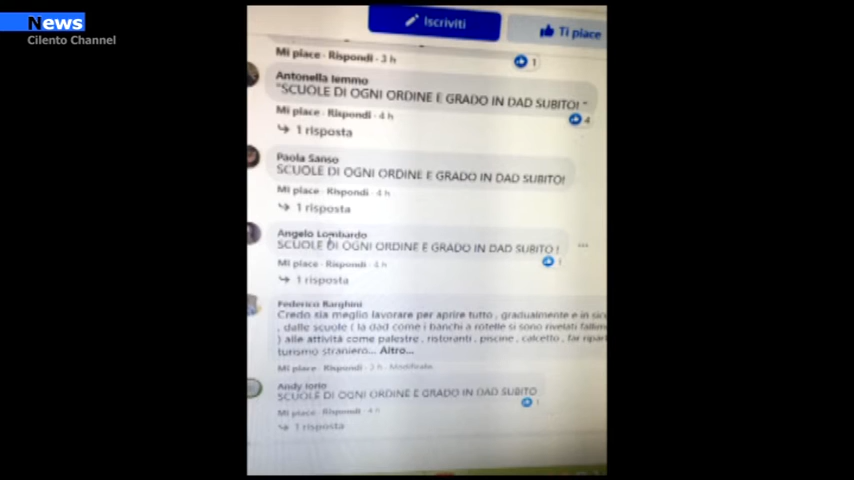 News
Cilento Channel
Iscriviti
Ti piace
Mi piace · Rispondi · 3 h
1
Antonella Iemmo
"SCUOLE DI OGNI ORDINE E GRADO IN DAD SUBITO! "
Mi piace · Rispondi · 4 h
4
1 risposta
Paola Sanso
SCUOLE DI OGNI ORDINE E GRADO IN DAD SUBITO!
Mi piace · Rispondi · 4 h
1 risposta
Angelo Lombardo
SCUOLE DI OGNI ORDINE E GRADO IN DAD SUBITO !
Mi piace · Rispondi · 4 h
1
1 risposta
Federico Barghini
Credo sia meglio lavorare per aprire tutto , gradualmente e in sicu
, dalle scuole ( la dad come i banchi a rotelle si sono rivelati fallim
) alle attività come palestre , ristoranti , piscine , calcetto , far ripart
turismo straniero... Altro...
Mi piace · Rispondi · 3 h · Modificato
Andy Iorio
SCUOLE DI OGNI ORDINE E GRADO IN DAD SUBITO
Mi piace · Rispondi · 4 h
1
1 risposta